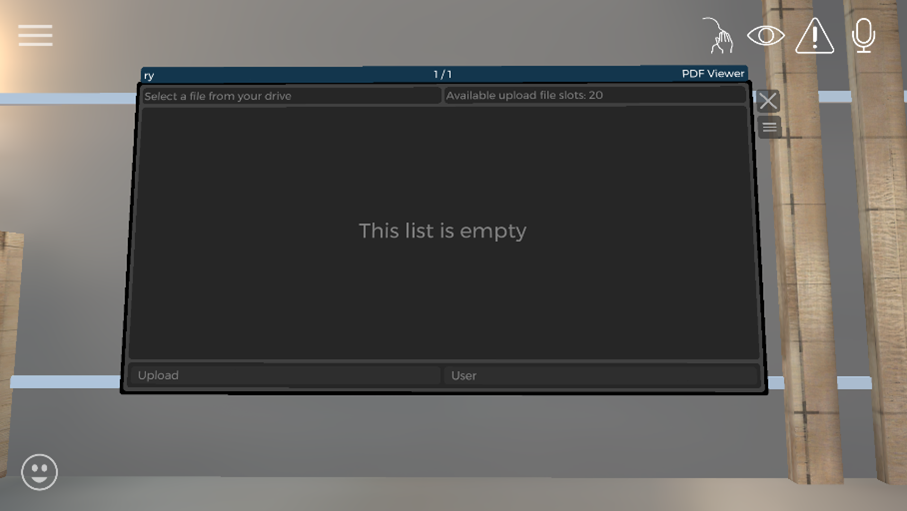 ry 1 / 1 PDF Viewer
Select a file from your drive Available upload file slots: 20
This list is empty
Upload User